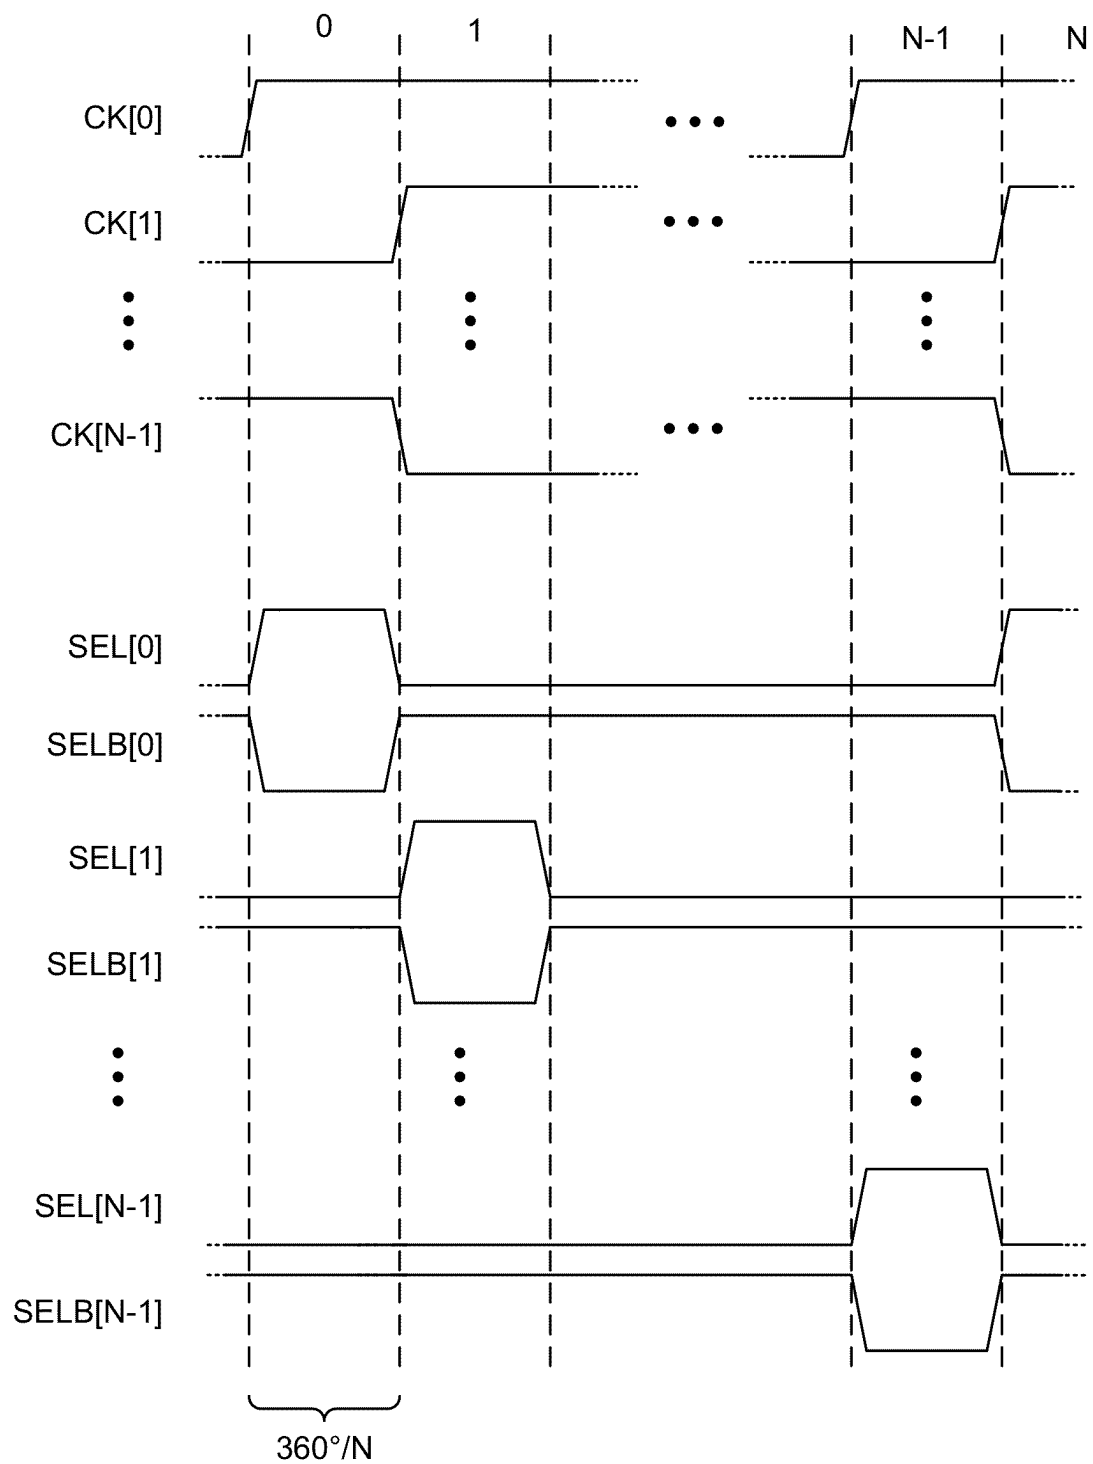 0
1
N-1
N
CK[0]
CK[1]
CK[N-1]
SEL[0]
SELB[0]
SEL[1]
SELB[1]
SEL[N-1]
SELB[N-1]
360°/N